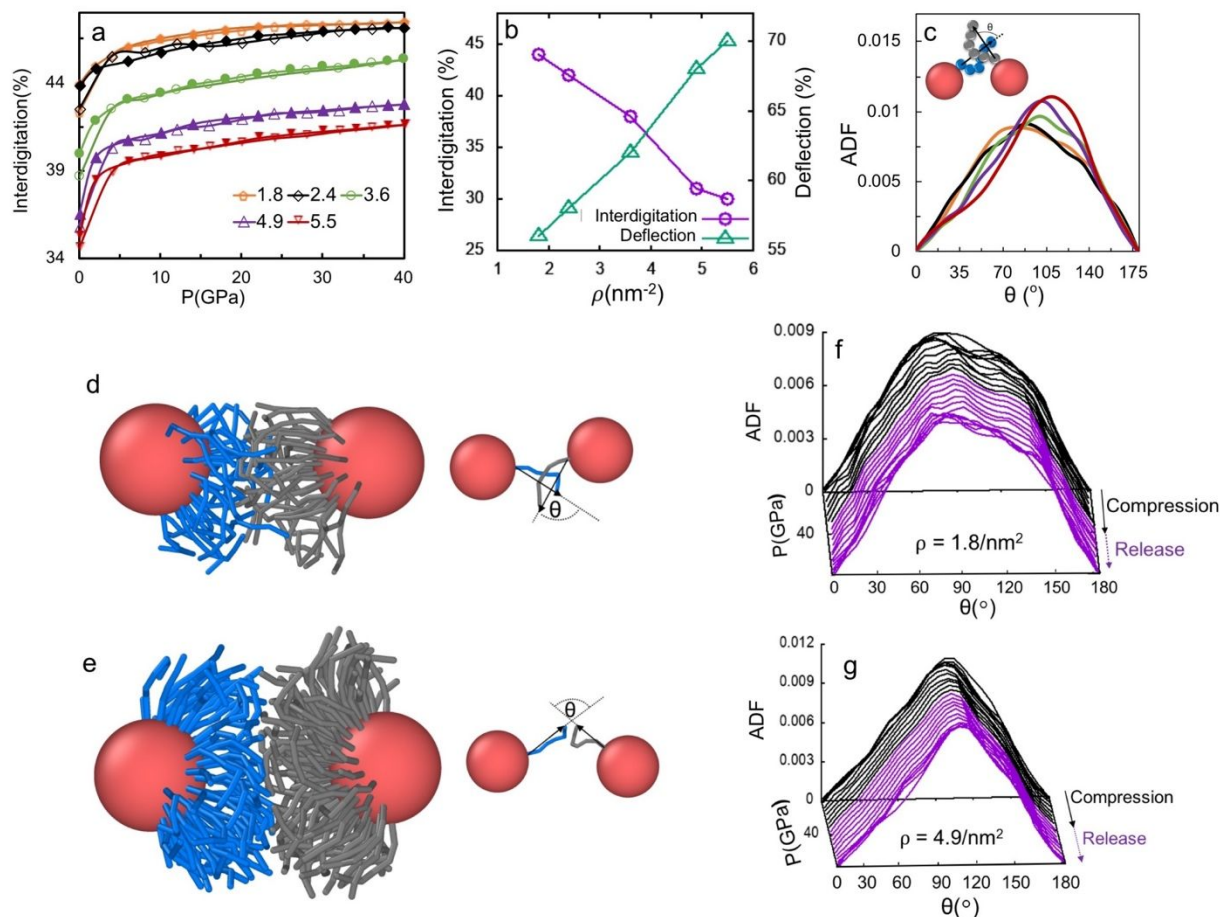 a
Interdigitation(%)
44
39
34
0
10
20
30
40
P(GPa)
1.8 2.4 3.6
4.9 5.5
b
Interdigitation (%)
45
40
35
30
25
1
2
3
4
5
6
ρ(nm⁻²)
70
65
60
55
Deflection (%)
Interdigitation
Deflection
c
ADF
0.015
0.01
0.005
0
0
35
70
105
140
175
θ (°)
θ
d
θ
e
θ
f
ADF
0.009
0.006
0.003
0
P(GPa)
40
ρ = 1.8/nm²
0
30
60
90
120
150
180
θ(°)
Compression
Release
g
ADF
0.012
0.009
0.006
0.003
0
P(GPa)
40
ρ = 4.9/nm²
0
30
60
90
120
150
180
θ(°)
Compression
Release